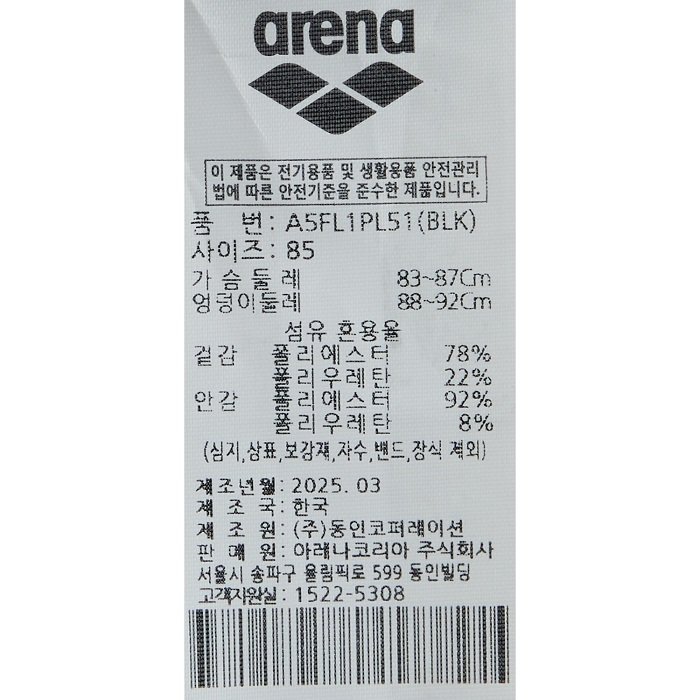 arena
이 제품은 전기용품 및 생활용품 안전관리
법에 따른 안전기준을 준수한 제품입니다.
품 번: A5FL1PL51(BLK)
사이즈: 85
가슴둘레 83~87Cm
엉덩이둘레 88~92Cm
섬유 혼용율
겉감 폴리에스터 78%
폴리우레탄 22%
안감 폴리에스터 92%
폴리우레탄 8%
(심지,상표,보강재,자수,밴드,장식 제외)
제조년월: 2025. 03
제 조 국: 한국
제 조 원: (주)동인코퍼레이션
판 매 원: 아레나코리아 주식회사
서울시 송파구 올림픽로 599 동인빌딩
고객지원실: 1522-5308